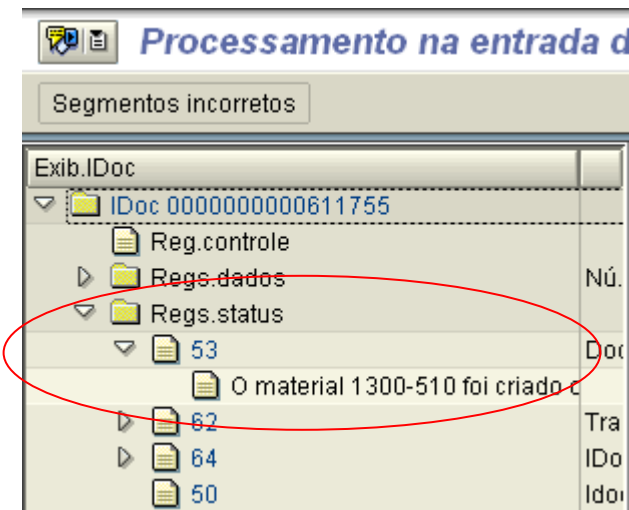 Processamento na entrada d
Segmentos incorretos
Exib.IDoc
IDoc 0000000000611755
Reg.controle
Regs.dados Nú.
Regs.status
53 Doc
O material 1300-510 foi criado c
62 Tra
64 IDo
50 Ido